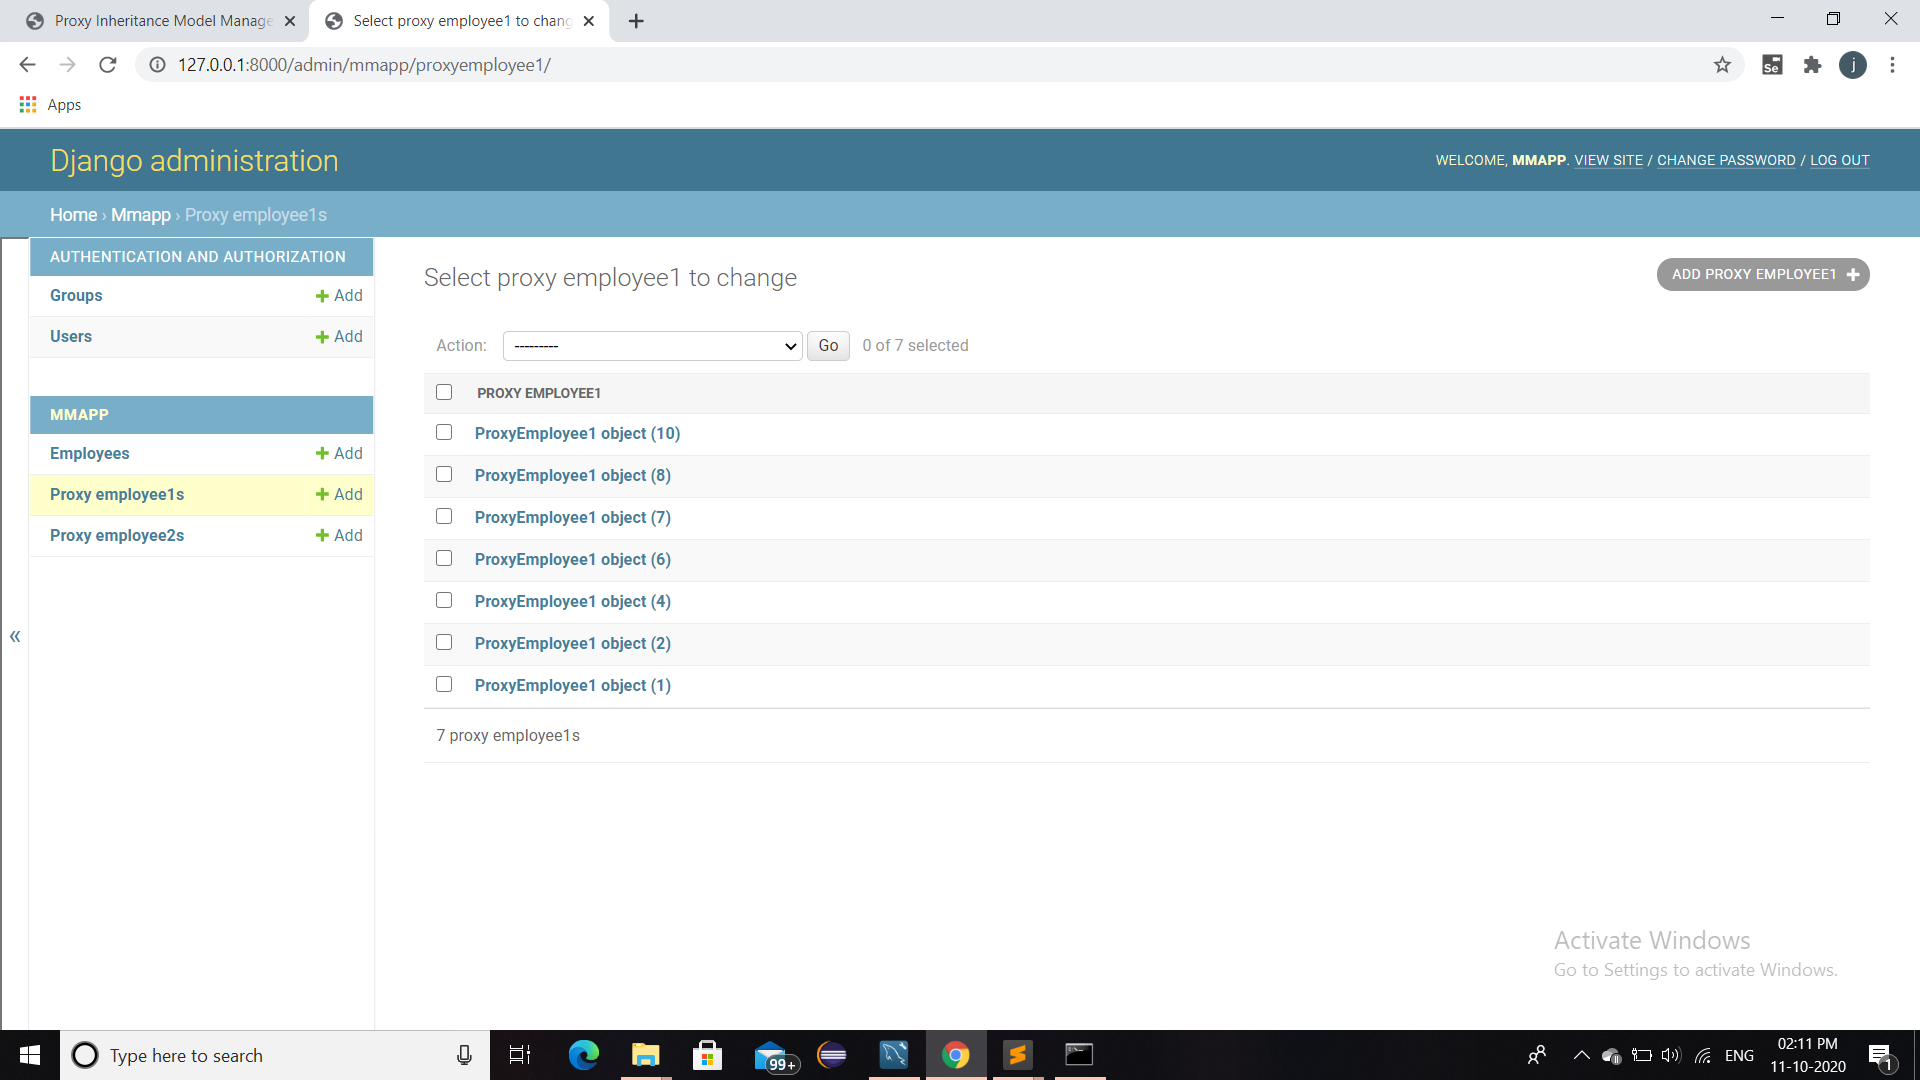 Proxy Inheritance Model Manage
Select proxy employee1 to chang
127.0.0.1:8000/admin/mmapp/proxyemployee1/
Se
j
Apps
Django administration
WELCOME, MMAPP. VIEW SITE / CHANGE PASSWORD / LOG OUT
Home › Mmapp › Proxy employee1s
AUTHENTICATION AND AUTHORIZATION
Groups
Add
Users
Add
MMAPP
Employees
Add
Proxy employee1s
Add
Proxy employee2s
Add
«
Select proxy employee1 to change
ADD PROXY EMPLOYEE1
Action: --------- Go 0 of 7 selected
PROXY EMPLOYEE1
ProxyEmployee1 object (10)
ProxyEmployee1 object (8)
ProxyEmployee1 object (7)
ProxyEmployee1 object (6)
ProxyEmployee1 object (4)
ProxyEmployee1 object (2)
ProxyEmployee1 object (1)
7 proxy employee1s
Activate Windows
Go to Settings to activate Windows.
Type here to search
99+
ENG
02:11 PM
11-10-2020
1